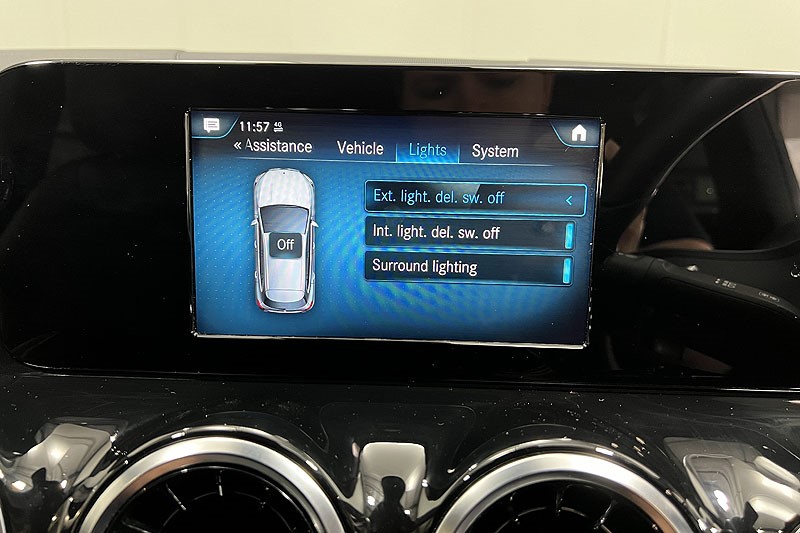 11:57 4G
« Assistance Vehicle Lights System
Ext. light. del. sw. off
Off
Int. light. del. sw. off
Surround lighting